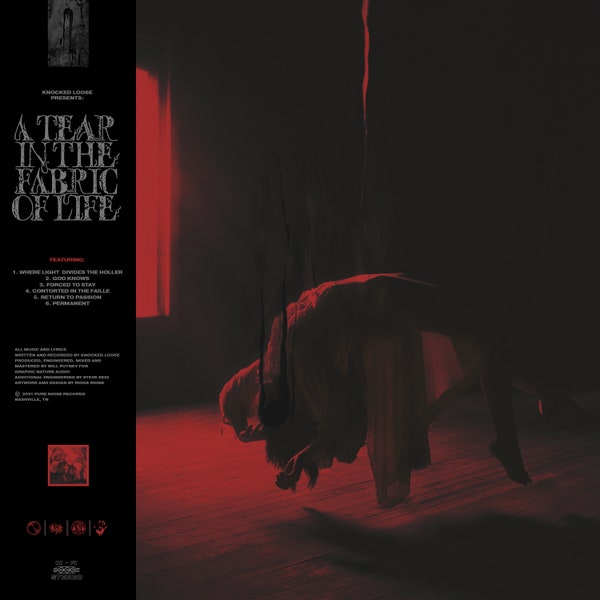 KNOCKED LOOSE
PRESENTS:
A TEAR
IN THE
FABRIC
OF LIFE
FEATURING:
1. WHERE LIGHT DIVIDES THE HOLLER
2. GOD KNOWS
3. FORCED TO STAY
4. CONTORTED IN THE FAILLE
5. RETURN TO PASSION
6. PERMANENT
ALL MUSIC AND LYRICS
WRITTEN AND RECORDED BY KNOCKED LOOSE
PRODUCED, ENGINEERED, MIXED AND
MASTERED BY WILL PUTNEY FOR
GRAPHIC NATURE AUDIO
ADDITIONAL ENGINEERING BY STEVE SEID
ARTWORK AND DESIGN BY
© 2021 PURE NOISE RECORDS
NASHVILLE, TN
HI - FI
STEREO